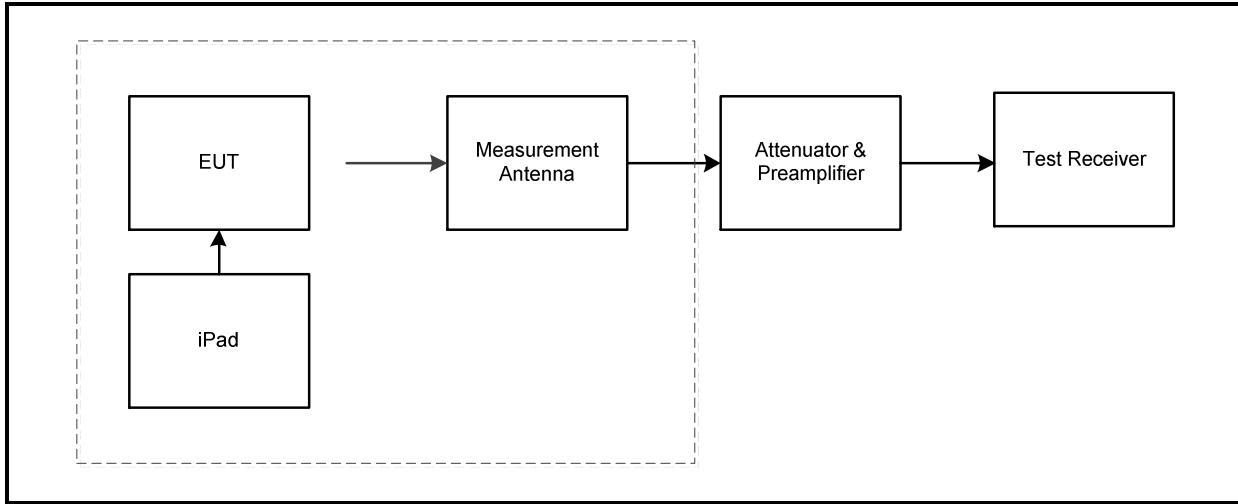 EUT
Measurement
Antenna
Attenuator &
Preamplifier
Test Receiver
iPad